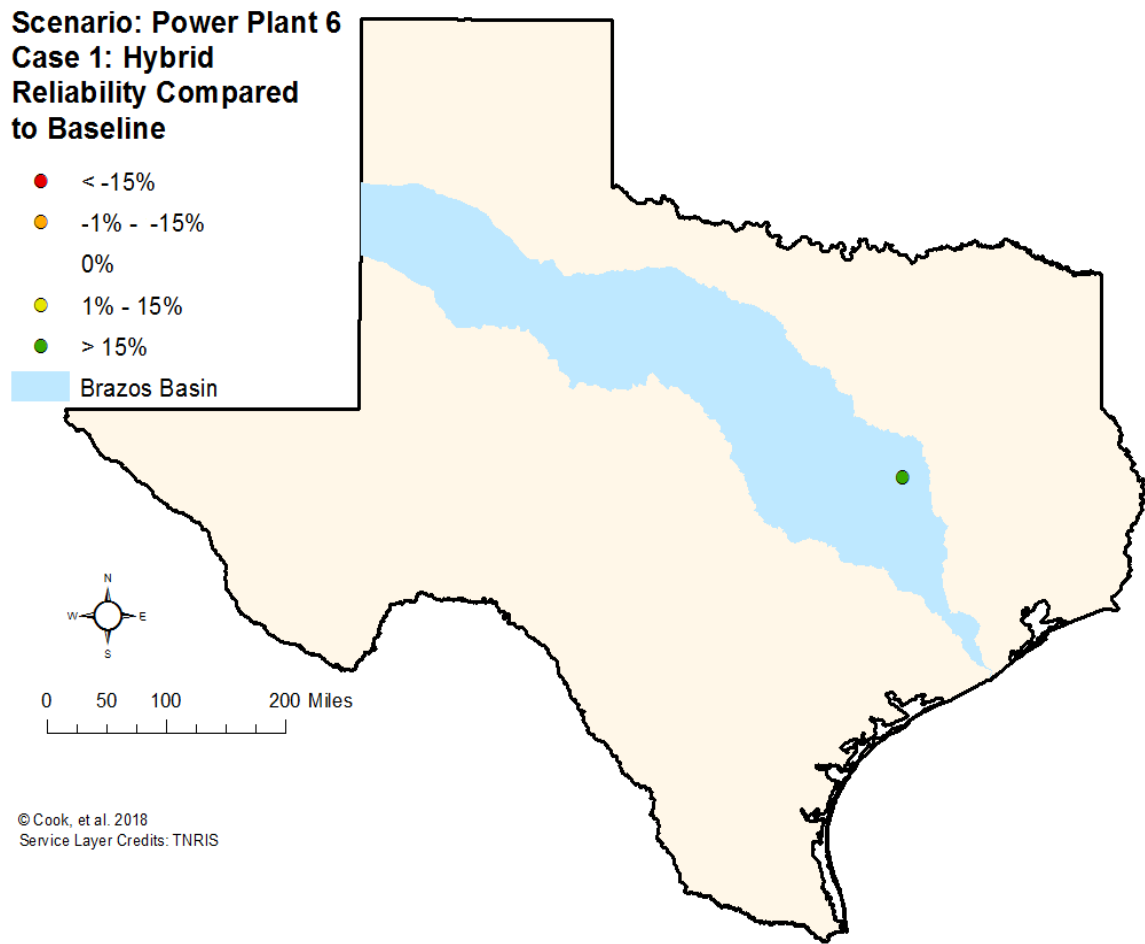 Scenario: Power Plant 6
Case 1: Hybrid
Reliability Compared
to Baseline
< -15%
-1% - -15%
0%
1% - 15%
> 15%
Brazos Basin
N
W E
S
0 50 100 200 Miles
© Cook, et al. 2018
Service Layer Credits: TNRIS